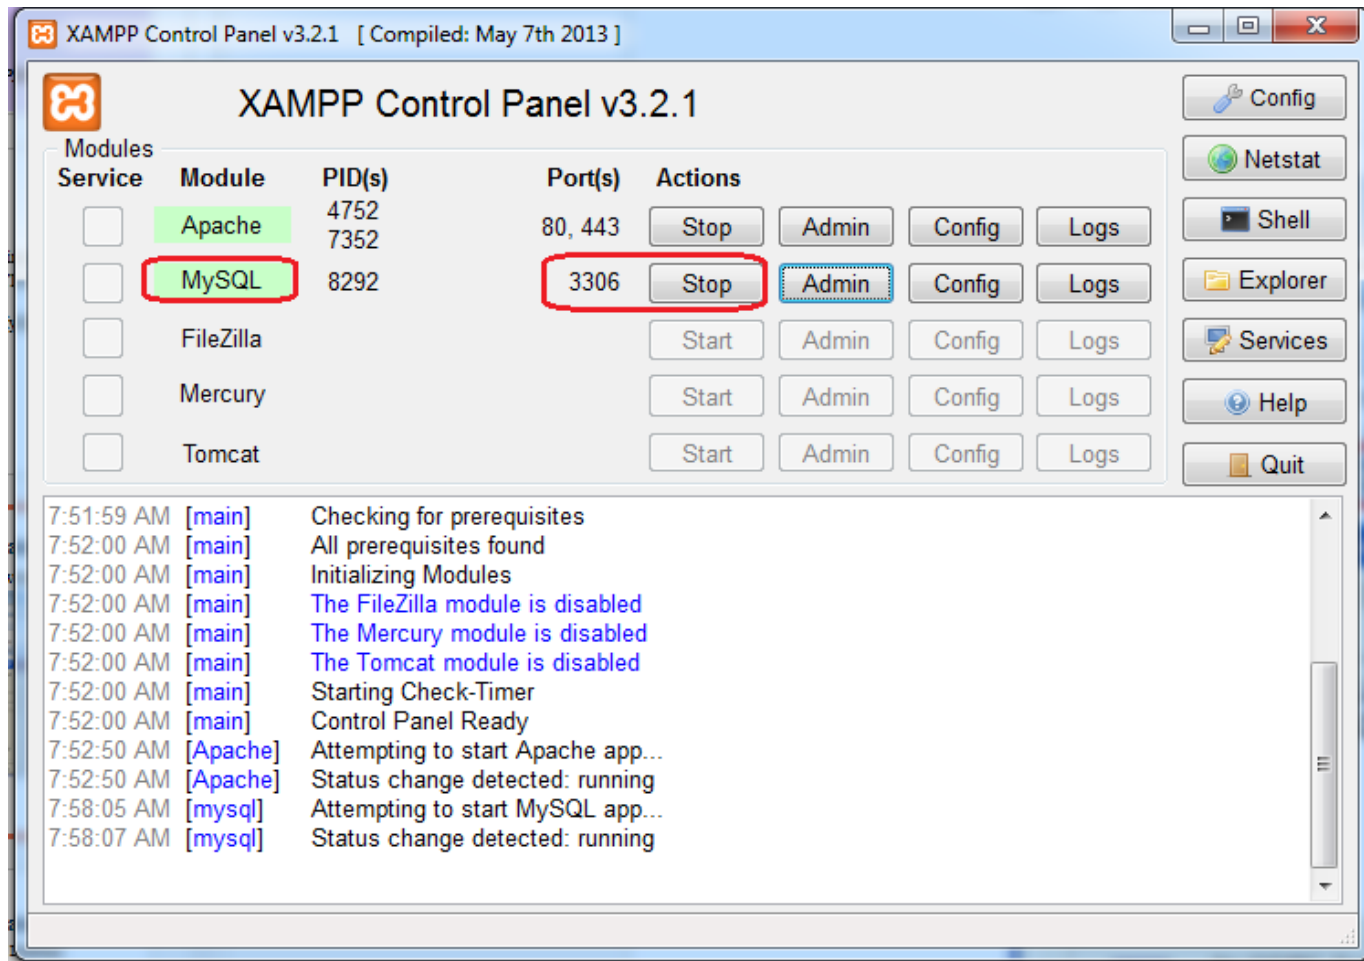 XAMPP Control Panel v3.2.1 [ Compiled: May 7th 2013 ]
XAMPP Control Panel v3.2.1
Config
Modules
Netstat
Service Module PID(s) Port(s) Actions
Apache 4752 7352 80, 443 Stop Admin Config Logs
Shell
MySQL 8292 3306 Stop Admin Config Logs
Explorer
FileZilla Start Admin Config Logs
Services
Mercury Start Admin Config Logs
Help
Tomcat Start Admin Config Logs
Quit
7:51:59 AM [main] Checking for prerequisites
7:52:00 AM [main] All prerequisites found
7:52:00 AM [main] Initializing Modules
7:52:00 AM [main] The FileZilla module is disabled
7:52:00 AM [main] The Mercury module is disabled
7:52:00 AM [main] The Tomcat module is disabled
7:52:00 AM [main] Starting Check-Timer
7:52:00 AM [main] Control Panel Ready
7:52:50 AM [Apache] Attempting to start Apache app...
7:52:50 AM [Apache] Status change detected: running
7:58:05 AM [mysql] Attempting to start MySQL app...
7:58:07 AM [mysql] Status change detected: running